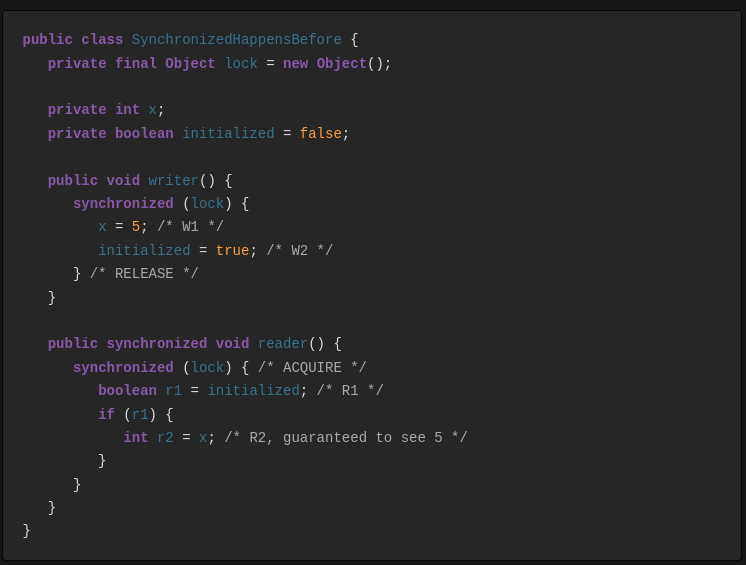 public class SynchronizedHappensBefore {
   private final Object lock = new Object();

   private int x;
   private boolean initialized = false;

   public void writer() {
      synchronized (lock) {
         x = 5; /* W1 */
         initialized = true; /* W2 */
      } /* RELEASE */
   }

   public synchronized void reader() {
      synchronized (lock) { /* ACQUIRE */
         boolean r1 = initialized; /* R1 */
         if (r1) {
            int r2 = x; /* R2, guaranteed to see 5 */
         }
      }
   }
}